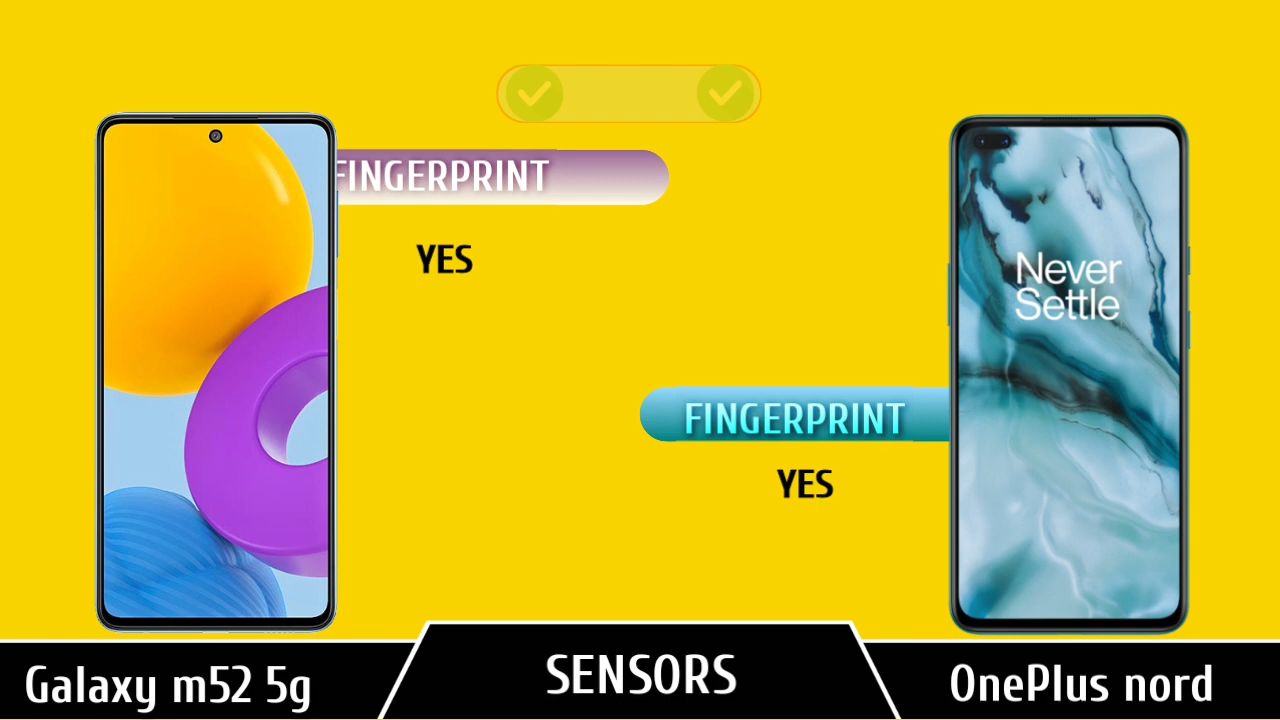 FINGERPRINT
YES
Never
Settle
FINGERPRINT
YES
Galaxy m52 5g
SENSORS
OnePlus nord